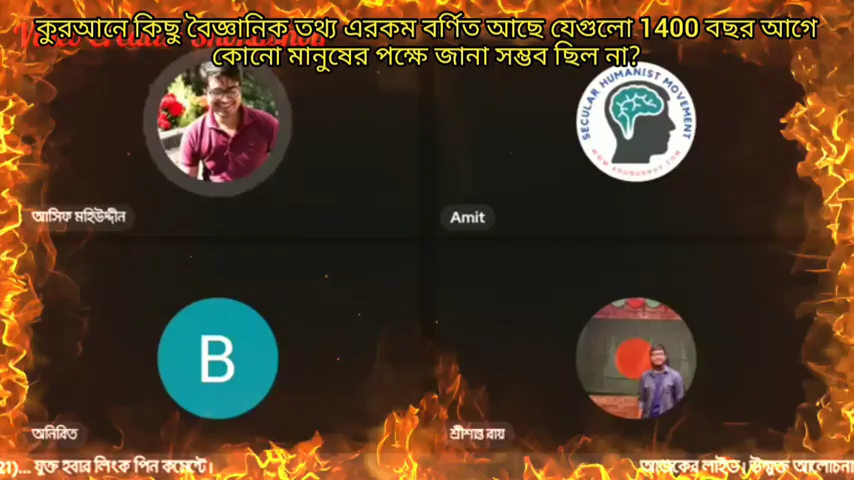 কুরআনে কিছু বৈজ্ঞানিক তথ্য এরকম বর্ণিত আছে যেগুলো 1400 বছর আগে
কোনো মানুষের পক্ষে জানা সম্ভব ছিল না?
SECULAR HUMANIST MOVEMENT
আসিফ মহিউদ্দীন
Amit
B
অনিরিত
শ্রীশান্ত রায়
21)... যুক্ত হবার লিংক পিন কমেন্টে।
আজকের লাইভ। উন্মুক্ত আলোচনা